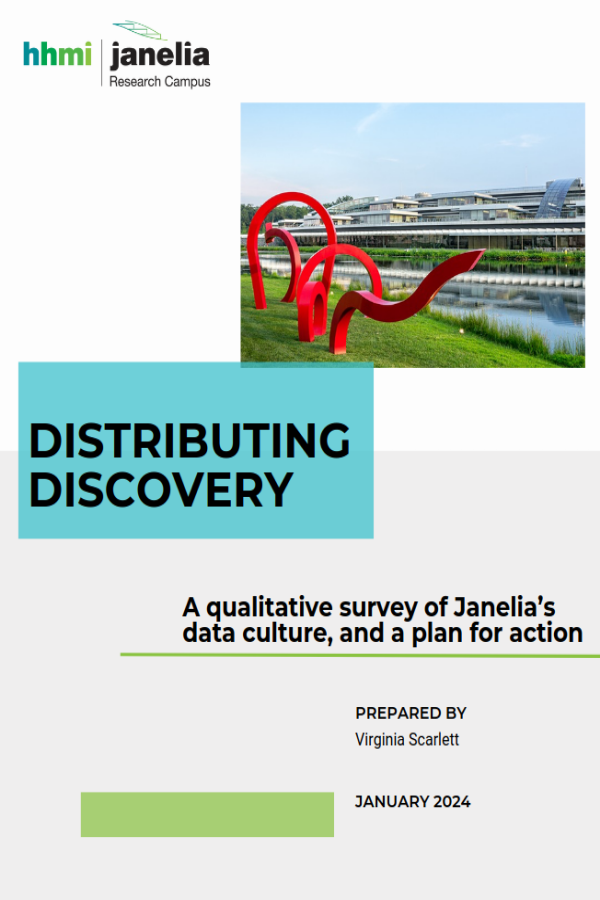 hhmi janelia
Research Campus
DISTRIBUTING
DISCOVERY
A qualitative survey of Janelia's
data culture, and a plan for action
PREPARED BY
Virginia Scarlett
JANUARY 2024